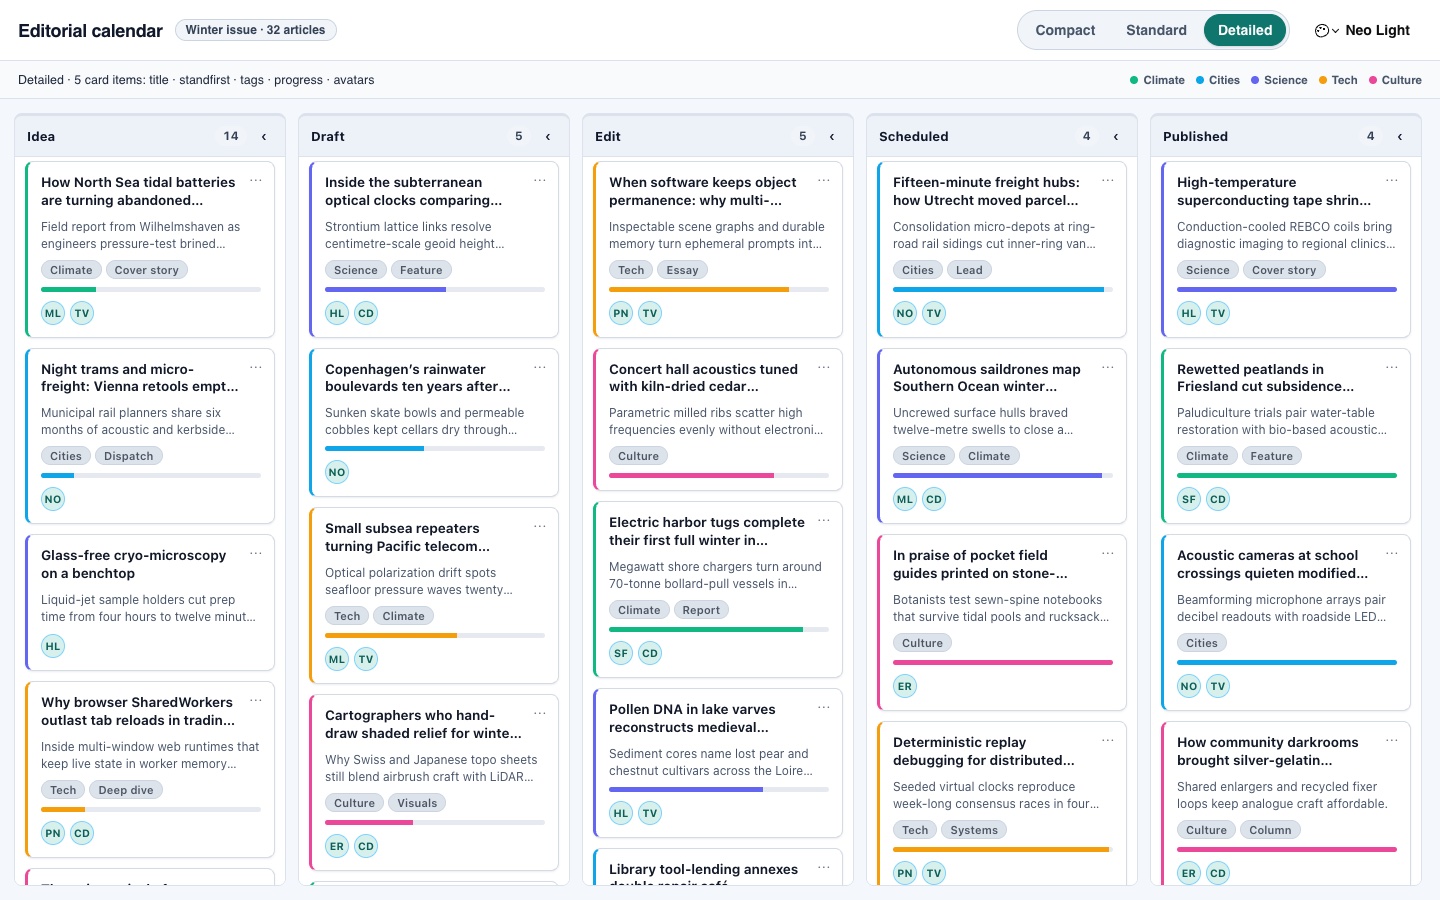 Editorial calendar
Winter issue · 32 articles
Compact
Standard
Detailed
Neo Light
Detailed · 5 card items: title · standfirst · tags · progress · avatars
Climate
Cities
Science
Tech
Culture
Idea
14
How North Sea tidal batteries
are turning abandoned...
Field report from Wilhelmshaven as
engineers pressure-test brined...
Climate
Cover story
ML
TV
Night trams and micro-
freight: Vienna retools empt...
Municipal rail planners share six
months of acoustic and kerbside...
Cities
Dispatch
NO
Glass-free cryo-microscopy
on a benchtop
Liquid-jet sample holders cut prep
time from four hours to twelve minut...
HL
Why browser SharedWorkers
outlast tab reloads in tradin...
Inside multi-window web runtimes that
keep live state in worker memory...
Tech
Deep dive
PN
CD
Draft
5
Inside the subterranean
optical clocks comparing...
Strontium lattice links resolve
centimetre-scale geoid height...
Science
Feature
HL
CD
Copenhagen’s rainwater
boulevards ten years after...
Sunken skate bowls and permeable
cobbles kept cellars dry through...
NO
Small subsea repeaters
turning Pacific telecom...
Optical polarization drift spots
seafloor pressure waves twenty...
Tech
Climate
ML
TV
Cartographers who hand-
draw shaded relief for winte...
Why Swiss and Japanese topo sheets
still blend airbrush craft with LiDAR...
Culture
Visuals
ER
CD
Edit
5
When software keeps object
permanence: why multi-...
Inspectable scene graphs and durable
memory turn ephemeral prompts int...
Tech
Essay
PN
TV
Concert hall acoustics tuned
with kiln-dried cedar...
Parametric milled ribs scatter high
frequencies evenly without electroni...
Culture
Electric harbor tugs complete
their first full winter in...
Megawatt shore chargers turn around
70-tonne bollard-pull vessels in...
Climate
Report
SF
CD
Pollen DNA in lake varves
reconstructs medieval...
Sediment cores name lost pear and
chestnut cultivars across the Loire...
HL
TV
Library tool-lending annexes
double repair café
Scheduled
4
Fifteen-minute freight hubs:
how Utrecht moved parcel...
Consolidation micro-depots at ring-
road rail sidings cut inner-ring van...
Cities
Lead
NO
TV
Autonomous saildrones map
Southern Ocean winter...
Uncrewed surface hulls braved
twelve-metre swells to close a...
Science
Climate
ML
CD
In praise of pocket field
guides printed on stone-...
Botanists test sewn-spine notebooks
that survive tidal pools and rucksack...
Culture
ER
Deterministic replay
debugging for distributed...
Seeded virtual clocks reproduce
week-long consensus races in four...
Tech
Systems
PN
TV
Published
4
High-temperature
superconducting tape shrin...
Conduction-cooled REBCO coils bring
diagnostic imaging to regional clinics...
Science
Cover story
HL
TV
Rewetted peatlands in
Friesland cut subsidence...
Paludiculture trials pair water-table
restoration with bio-based acoustic...
Climate
Feature
SF
CD
Acoustic cameras at school
crossings quieten modified...
Beamforming microphone arrays pair
decibel readouts with roadside LED...
Cities
NO
TV
How community darkrooms
brought silver-gelatin...
Shared enlargers and recycled fixer
loops keep analogue craft affordable.
Culture
Column
ER
CD